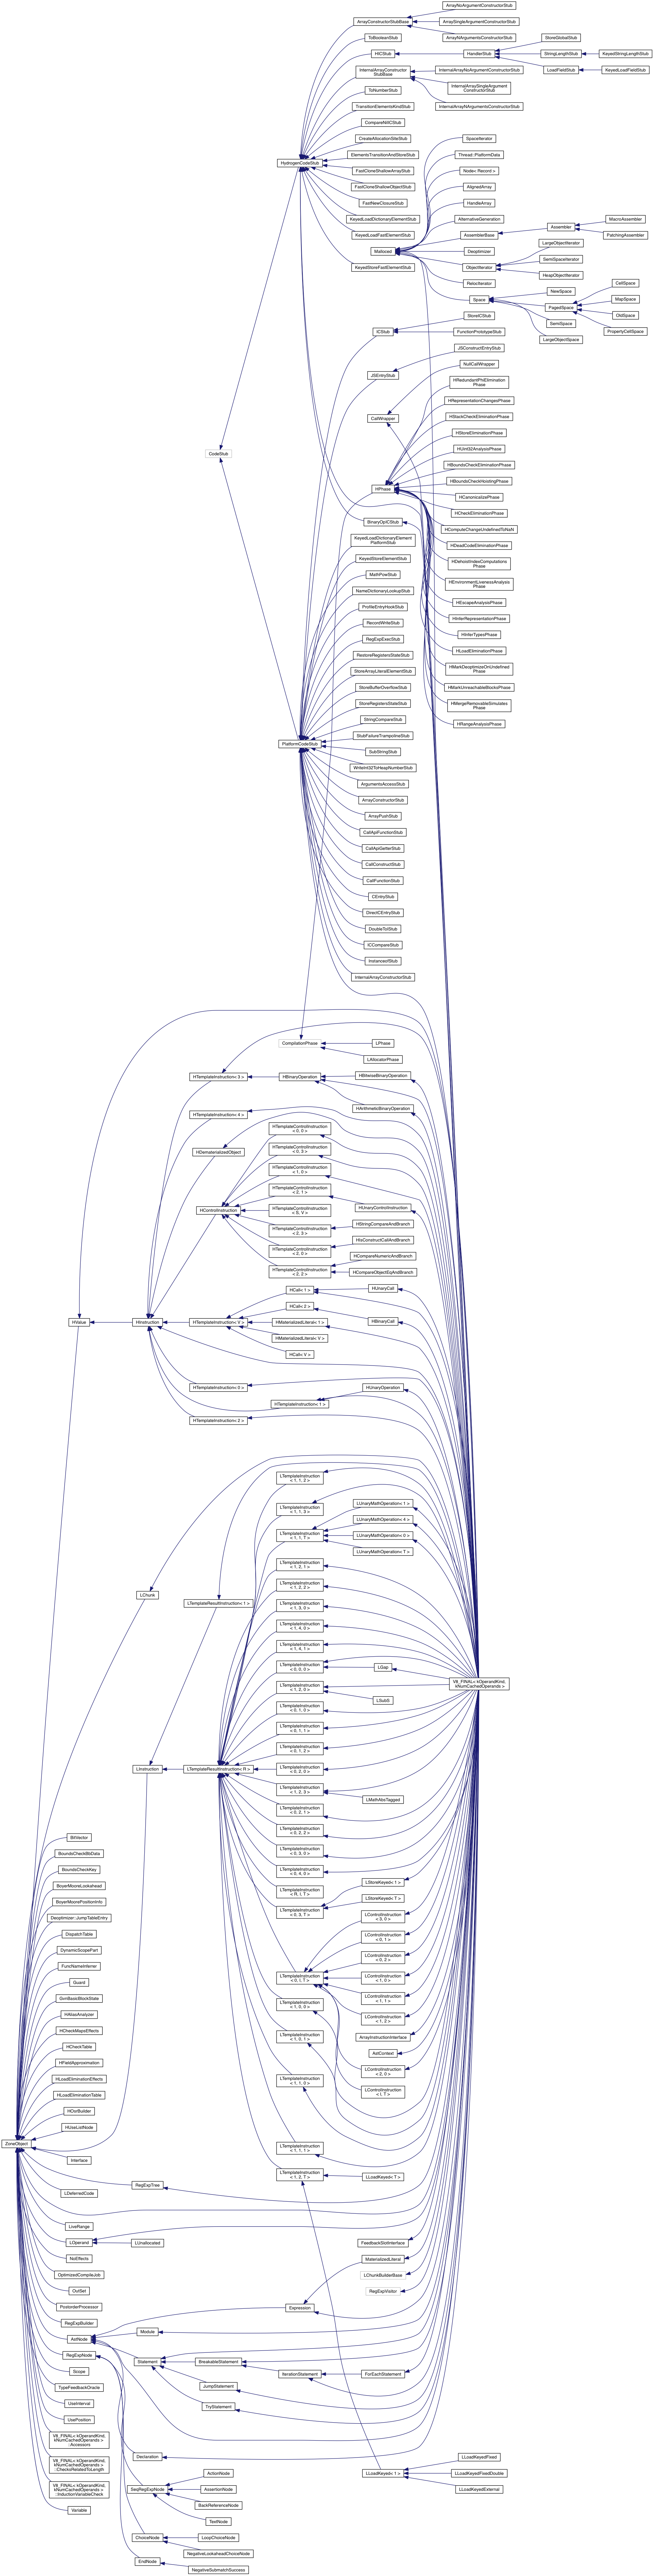 ArrayNoArgumentConstructorStub
ArrayConstructorStubBase
ArraySingleArgumentConstructorStub
ArrayNArgumentsConstructorStub
ToBooleanStub
StoreGlobalStub
HICStub
HandlerStub
StringLengthStub
KeyedStringLengthStub
LoadFieldStub
KeyedLoadFieldStub
InternalArrayConstructor
StubBase
InternalArrayNoArgumentConstructorStub
InternalArraySingleArgument
ConstructorStub
InternalArrayNArgumentsConstructorStub
ToNumberStub
TransitionElementsKindStub
CompareNilICStub
CreateAllocationSiteStub
ElementsTransitionAndStoreStub
HydrogenCodeStub
FastCloneShallowArrayStub
FastCloneShallowObjectStub
FastNewClosureStub
KeyedLoadDictionaryElementStub
KeyedLoadFastElementStub
KeyedStoreFastElementStub
SpaceIterator
Thread::PlatformData
Node< Record >
AlignedArray
HandleArray
AlternativeGeneration
AssemblerBase
Assembler
MacroAssembler
PatchingAssembler
Malloced
Deoptimizer
ObjectIterator
LargeObjectIterator
SemiSpaceIterator
HeapObjectIterator
RelocIterator
Space
NewSpace
PagedSpace
CellSpace
MapSpace
OldSpace
PropertyCellSpace
SemiSpace
LargeObjectSpace
ICStub
StoreICStub
FunctionPrototypeStub
JSEntryStub
JSConstructEntryStub
CallWrapper
NullCallWrapper
HRedundantPhiElimination
Phase
HRepresentationChangesPhase
HStackCheckEliminationPhase
HStoreEliminationPhase
HUint32AnalysisPhase
CodeStub
HBoundsCheckEliminationPhase
HBoundsCheckHoistingPhase
HPhase
HCanonicalizePhase
HCheckEliminationPhase
BinaryOpICStub
HComputeChangeUndefinedToNaN
HDeadCodeEliminationPhase
HDehoistIndexComputations
Phase
HEnvironmentLivenessAnalysis
Phase
HEscapeAnalysisPhase
HInferRepresentationPhase
HInferTypesPhase
HLoadEliminationPhase
HMarkDeoptimizeOnUndefined
Phase
HMarkUnreachableBlocksPhase
HMergeRemovableSimulates
Phase
HRangeAnalysisPhase
KeyedLoadDictionaryElement
PlatformStub
KeyedStoreElementStub
MathPowStub
NameDictionaryLookupStub
ProfileEntryHookStub
RecordWriteStub
RegExpExecStub
RestoreRegistersStateStub
StoreArrayLiteralElementStub
StoreBufferOverflowStub
StoreRegistersStateStub
StringCompareStub
StubFailureTrampolineStub
PlatformCodeStub
SubStringStub
WriteInt32ToHeapNumberStub
ArgumentsAccessStub
ArrayConstructorStub
ArrayPushStub
CallApiFunctionStub
CallApiGetterStub
CallConstructStub
CallFunctionStub
CEntryStub
DirectCEntryStub
DoubleToIStub
ICCompareStub
InstanceofStub
InternalArrayConstructorStub
CompilationPhase
LPhase
LAllocatorPhase
HTemplateInstruction< 3 >
HBinaryOperation
HBitwiseBinaryOperation
HArithmeticBinaryOperation
HTemplateInstruction< 4 >
HDematerializedObject
HTemplateControlInstruction
< 0, 0 >
HTemplateControlInstruction
< 0, 3 >
HTemplateControlInstruction
< 1, 0 >
HTemplateControlInstruction
< 2, 1 >
HUnaryControlInstruction
HControlInstruction
HTemplateControlInstruction
< S, V >
HTemplateControlInstruction
< 2, 3 >
HStringCompareAndBranch
HTemplateControlInstruction
< 2, 0 >
HIsConstructCallAndBranch
HTemplateControlInstruction
< 2, 2 >
HCompareNumericAndBranch
HCompareObjectEqAndBranch
HCall< 1 >
HUnaryCall
HCall< 2 >
HBinaryCall
HValue
HInstruction
HTemplateInstruction< V >
HMaterializedLiteral< 1 >
HMaterializedLiteral< V >
HCall< V >
HTemplateInstruction< 0 >
HUnaryOperation
HTemplateInstruction< 1 >
HTemplateInstruction< 2 >
LTemplateInstruction
< 1, 1, 2 >
LTemplateInstruction
< 1, 1, 3 >
LTemplateInstruction
< 1, 1, T >
LUnaryMathOperation< 1 >
LUnaryMathOperation< 4 >
LUnaryMathOperation< 0 >
LUnaryMathOperation< T >
LTemplateInstruction
< 1, 2, 1 >
LTemplateInstruction
< 1, 2, 2 >
LChunk
LTemplateResultInstruction< 1 >
LTemplateInstruction
< 1, 3, 0 >
LTemplateInstruction
< 1, 4, 0 >
LTemplateInstruction
< 1, 4, 1 >
LTemplateInstruction
< 0, 0, 0 >
LGap
V8_FINAL< kOperandKind,
kNumCachedOperands >
LTemplateInstruction
< 1, 2, 0 >
LSubS
LTemplateInstruction
< 0, 1, 0 >
LTemplateInstruction
< 0, 1, 1 >
LTemplateInstruction
< 0, 1, 2 >
LInstruction
LTemplateResultInstruction< R >
LTemplateInstruction
< 0, 2, 0 >
LTemplateInstruction
< 1, 2, 3 >
LMathAbsTagged
LTemplateInstruction
< 0, 2, 1 >
LTemplateInstruction
< 0, 2, 2 >
LTemplateInstruction
< 0, 3, 0 >
LTemplateInstruction
< 0, 4, 0 >
LTemplateInstruction
< R, I, T >
LTemplateInstruction
< 0, 3, T >
LStoreKeyed< 1 >
LStoreKeyed< T >
LControlInstruction
< 3, 0 >
LControlInstruction
< 0, 1 >
LControlInstruction
< 0, 2 >
LTemplateInstruction
< 0, I, T >
LControlInstruction
< 1, 0 >
LControlInstruction
< 1, 1 >
LControlInstruction
< 1, 2 >
LTemplateInstruction
< 1, 0, 0 >
ArrayInstructionInterface
LTemplateInstruction
< 1, 0, 1 >
AstContext
LControlInstruction
< 2, 0 >
LTemplateInstruction
< 1, 1, 0 >
LControlInstruction
< I, T >
LTemplateInstruction
< 1, 1, 1 >
LTemplateInstruction
< 1, 2, T >
LLoadKeyed< T >
BitVector
BoundsCheckBbData
BoundsCheckKey
BoyerMooreLookahead
BoyerMoorePositionInfo
Deoptimizer::JumpTableEntry
DispatchTable
DynamicScopePart
FuncNameInferrer
Guard
GvnBasicBlockState
HAliasAnalyzer
HCheckMapsEffects
HCheckTable
HFieldApproximation
HLoadEliminationEffects
HLoadEliminationTable
HOsrBuilder
HUseListNode
ZoneObject
Interface
RegExpTree
LDeferredCode
LiveRange
LOperand
LUnallocated
FeedbackSlotInterface
NoEffects
MaterializedLiteral
OptimizedCompileJob
LChunkBuilderBase
OutSet
RegExpVisitor
PostorderProcessor
Expression
RegExpBuilder
Module
AstNode
RegExpNode
Statement
BreakableStatement
IterationStatement
ForEachStatement
Scope
JumpStatement
TypeFeedbackOracle
UseInterval
TryStatement
UsePosition
V8_FINAL< kOperandKind,
kNumCachedOperands >
::Accessors
Declaration
V8_FINAL< kOperandKind,
kNumCachedOperands >
::ChecksRelatedToLength
V8_FINAL< kOperandKind,
kNumCachedOperands >
::InductionVariableCheck
Variable
LLoadKeyed< 1 >
LLoadKeyedFixed
LLoadKeyedFixedDouble
LLoadKeyedExternal
SeqRegExpNode
ActionNode
AssertionNode
BackReferenceNode
TextNode
ChoiceNode
LoopChoiceNode
NegativeLookaheadChoiceNode
EndNode
NegativeSubmatchSuccess